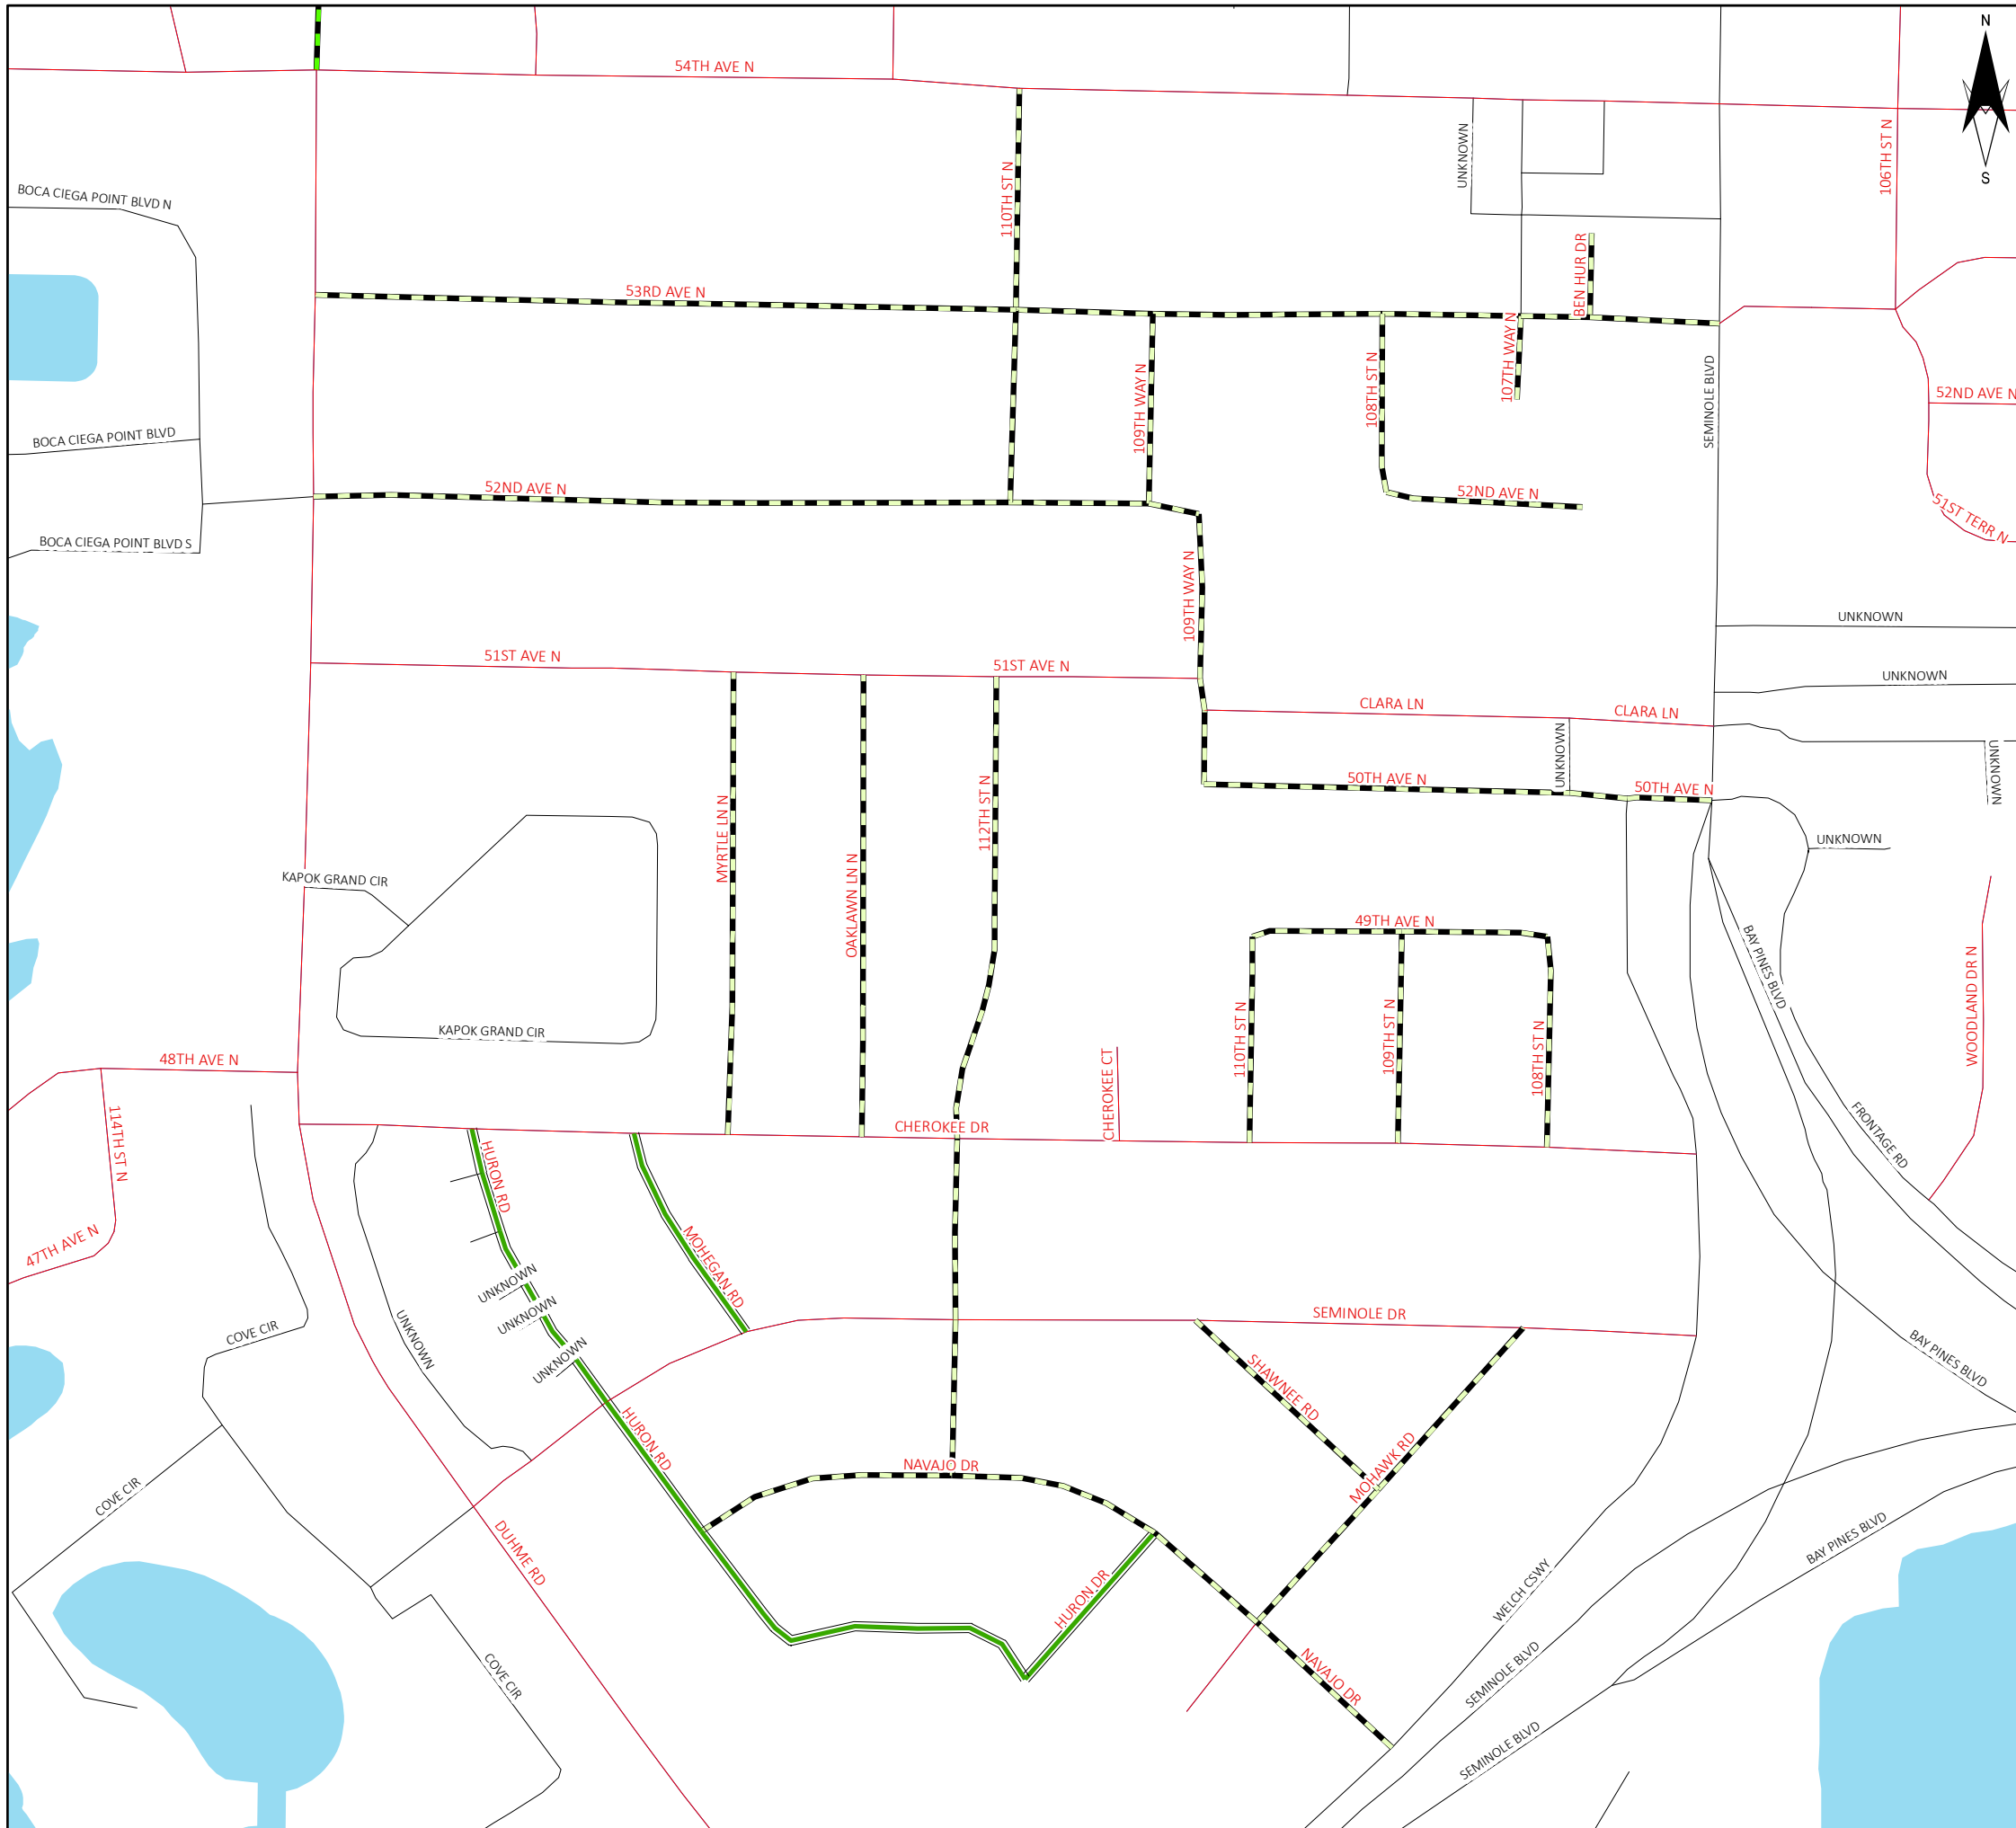 N
54TH AVE N
106TH ST N
UNKNOWN
110TH ST N
S
BOCA CIEGA POINT BLVD N
BEN HUR DR
53RD AVE N
107TH WAY N
108TH ST N
109TH WAY N
SEMINOLE BLVD
52ND AVE N
BOCA CIEGA POINT BLVD
52ND AVE N
52ND AVE N
51ST TERR N
BOCA CIEGA POINT BLVD S
109TH WAY N
UNKNOWN
51ST AVE N
51ST AVE N
UNKNOWN
CLARA LN
CLARA LN
UNKNOWN
UNKNOWN
50TH AVE N
50TH AVE N
112TH ST N
MYRTLE LN N
UNKNOWN
KAPOK GRAND CIR
OAKLAWN LN N
49TH AVE N
BAY PINES BLVD
WOODLAND DR N
KAPOK GRAND CIR
110TH ST N
109TH ST N
108TH ST N
48TH AVE N
CHEROKEE CT
CHEROKEE DR
114TH ST N
FRONTAGE RD
HURON RD
47TH AVE N
MOHEGAN RD
UNKNOWN
UNKNOWN
SEMINOLE DR
COVE CIR
UNKNOWN
UNKNOWN
BAY PINES BLVD
SHAWNEE RD
HURON RD
MOHAWK RD
NAVAJO DR
COVE CIR
DUHME RD
BAY PINES BLVD
HURON DR
WELCH CSWY
COVE CIR
NAVAJO DR
SEMINOLE BLVD
SEMINOLE BLVD